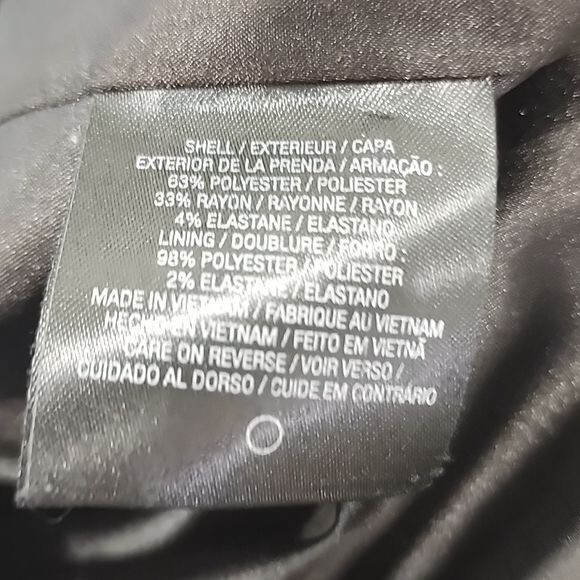 SHELL / EXTERIEUR / CAPA
EXTERIOR DE LA PRENDA / ARMAÇÃO :
63% POLYESTER / POLIESTER
33% RAYON / RAYONNE / RAYON
4% ELASTANE / ELASTANO
LINING / DOUBLURE / FORRO :
98% POLYESTER / POLIESTER
2% ELASTANE / ELASTANO
MADE IN VIETNAM / FABRIQUE AU VIETNAM
HECHO EN VIETNAM / FEITO EM VIETNÃ
CARE ON REVERSE / VOIR VERSO /
CUIDADO AL DORSO / CUIDE EM CONTRÁRIO